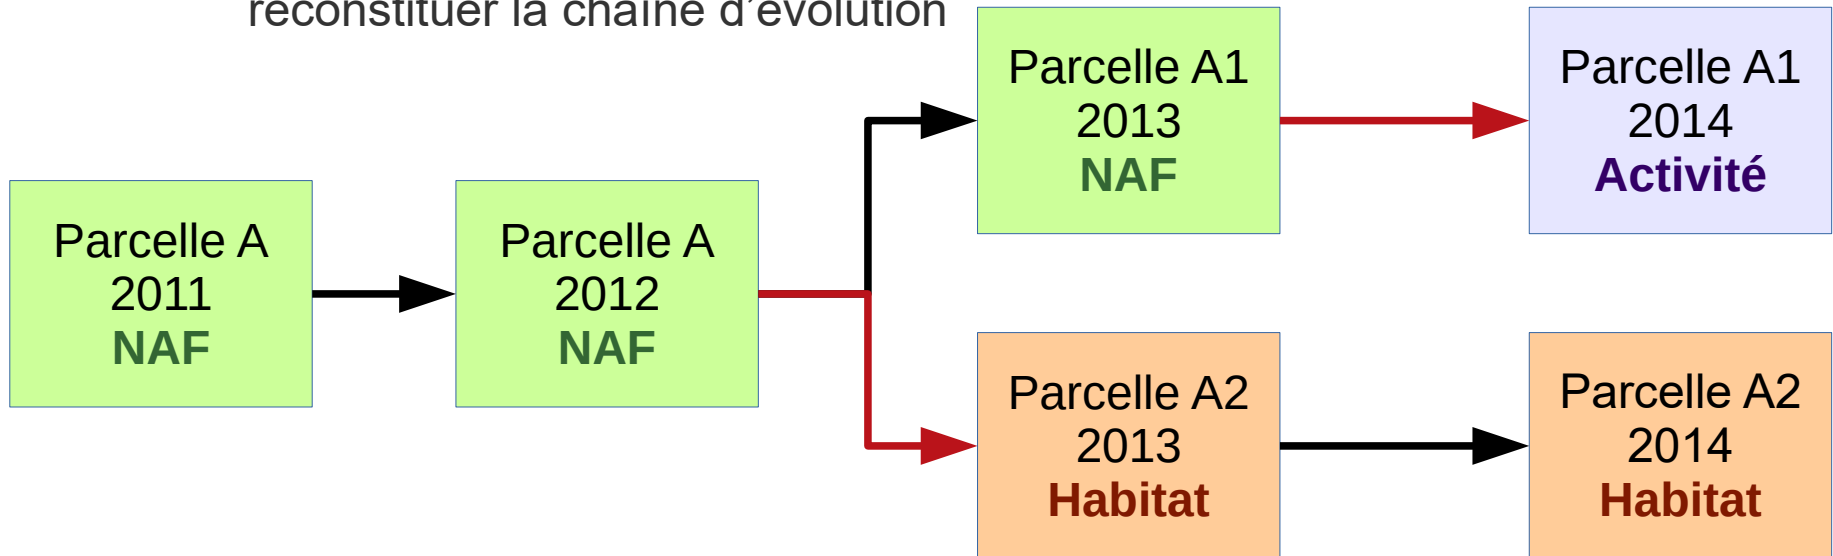 reconstituer la chaîne d’évolution
Parcelle A
2011
NAF
Parcelle A
2012
NAF
Parcelle A1
2013
NAF
Parcelle A1
2014
Activité
Parcelle A2
2013
Habitat
Parcelle A2
2014
Habitat